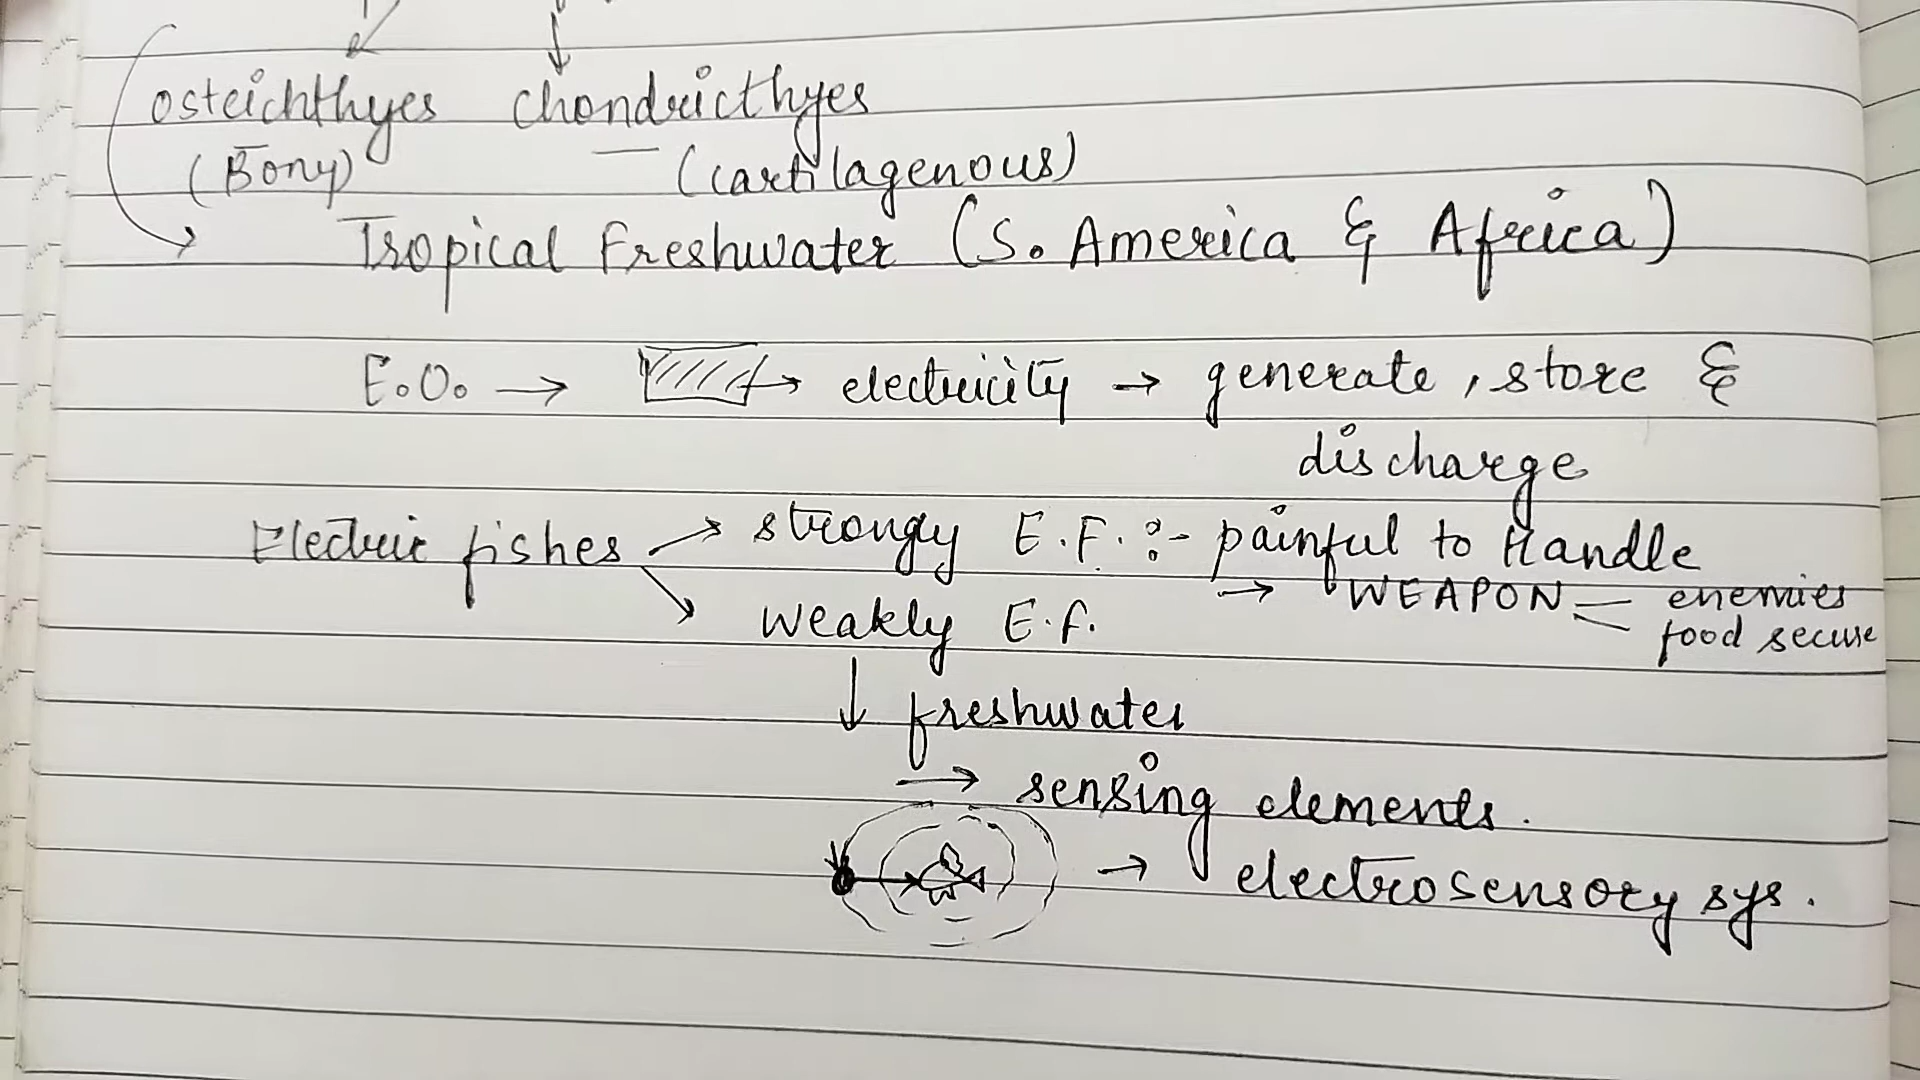 osteichthyes chondricthyes
(Bony) (cartilagenous)
Tropical Freshwater (S. America & Africa)
E.O. → → electricity → generate, store &
discharge
Electric fishes → strongly E.F. :- painful to Handle
→ WEAPON enemies
food secure
weakly E.f.
↓ freshwater
→ sensing elements.
→ electrosensory sys.